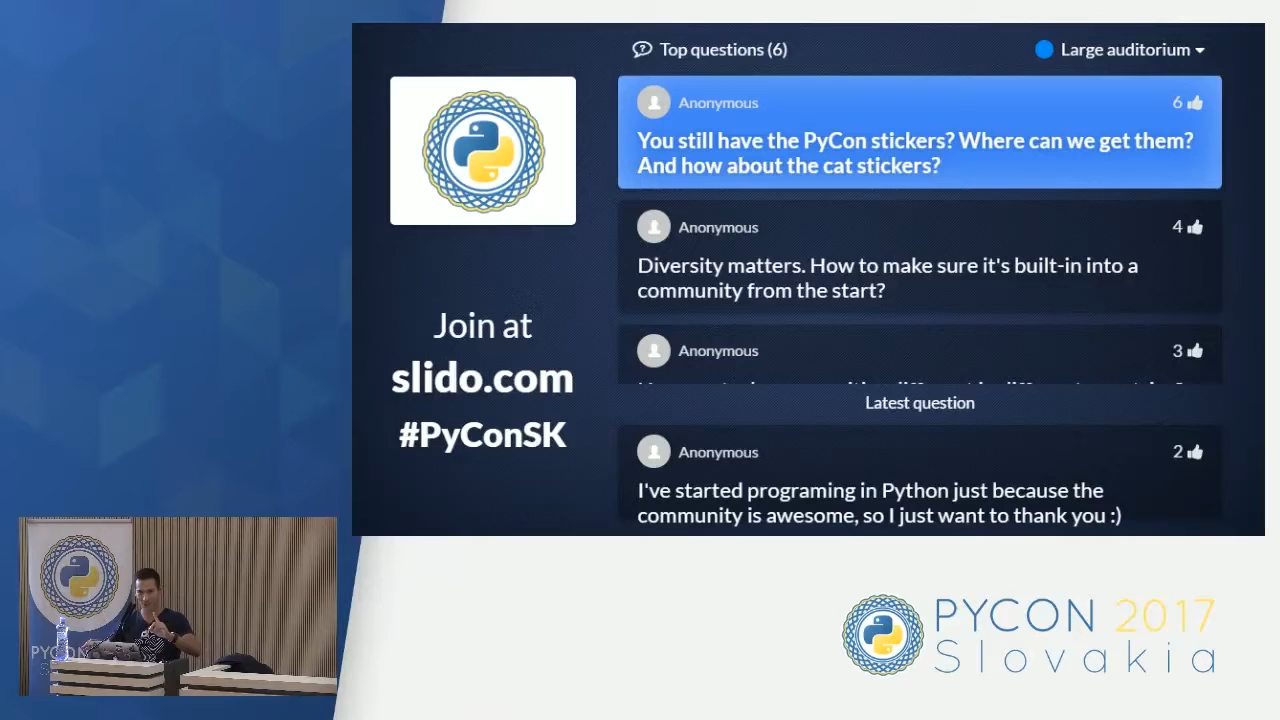 Top questions (6)
Large auditorium
Anonymous
6
You still have the PyCon stickers? Where can we get them?
And how about the cat stickers?
Anonymous
4
Diversity matters. How to make sure it's built-in into a
community from the start?
Anonymous
3
Latest question
Anonymous
2
I've started programing in Python just because the
community is awesome, so I just want to thank you :)
Join at
slido.com
#PyConSK
PYCON
PYCON 2017
Slovakia